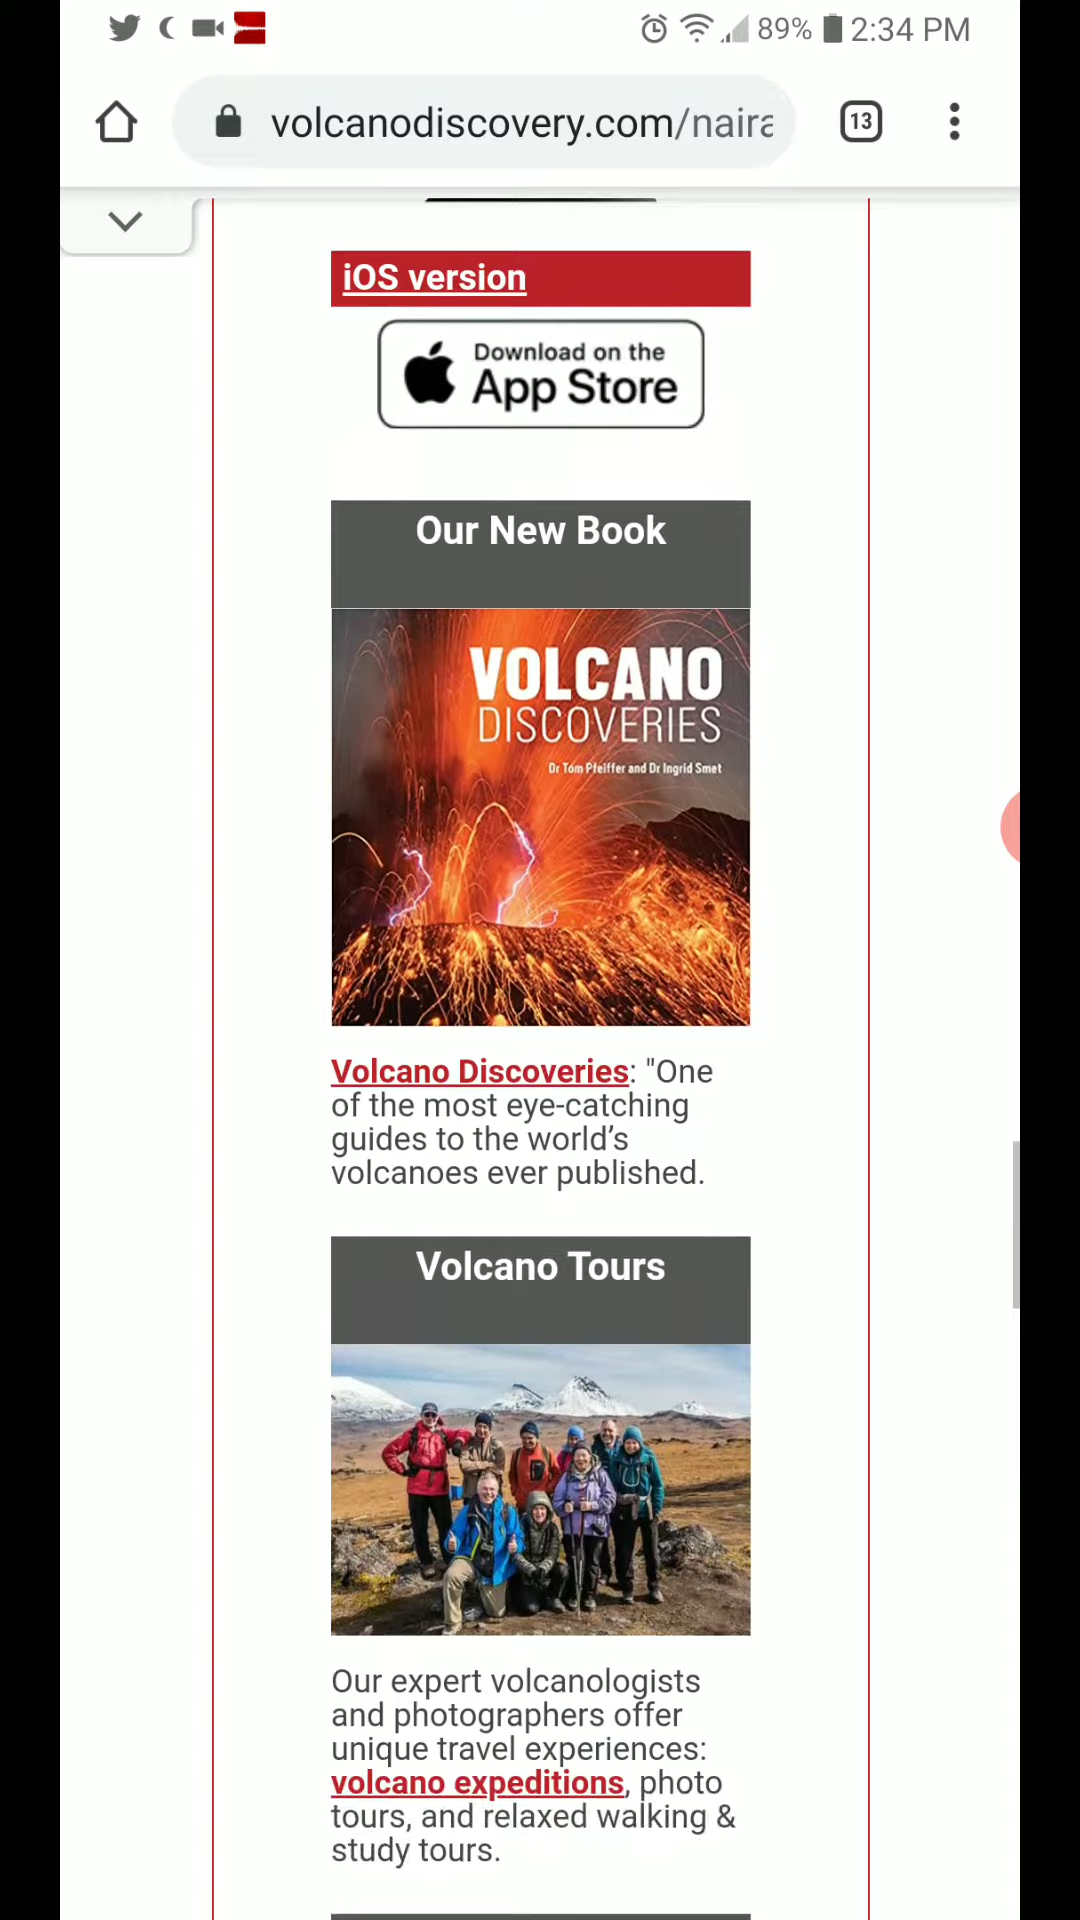 89% 2:34 PM
volcanodiscovery.com/naira
13
iOS version
Download on the
App Store
Our New Book
VOLCANO
DISCOVERIES
Dr Tom Pfeiffer and Dr Ingrid Smet
Volcano Discoveries: "One
of the most eye-catching
guides to the world’s
volcanoes ever published.
Volcano Tours
Our expert volcanologists
and photographers offer
unique travel experiences:
volcano expeditions, photo
tours, and relaxed walking &
study tours.